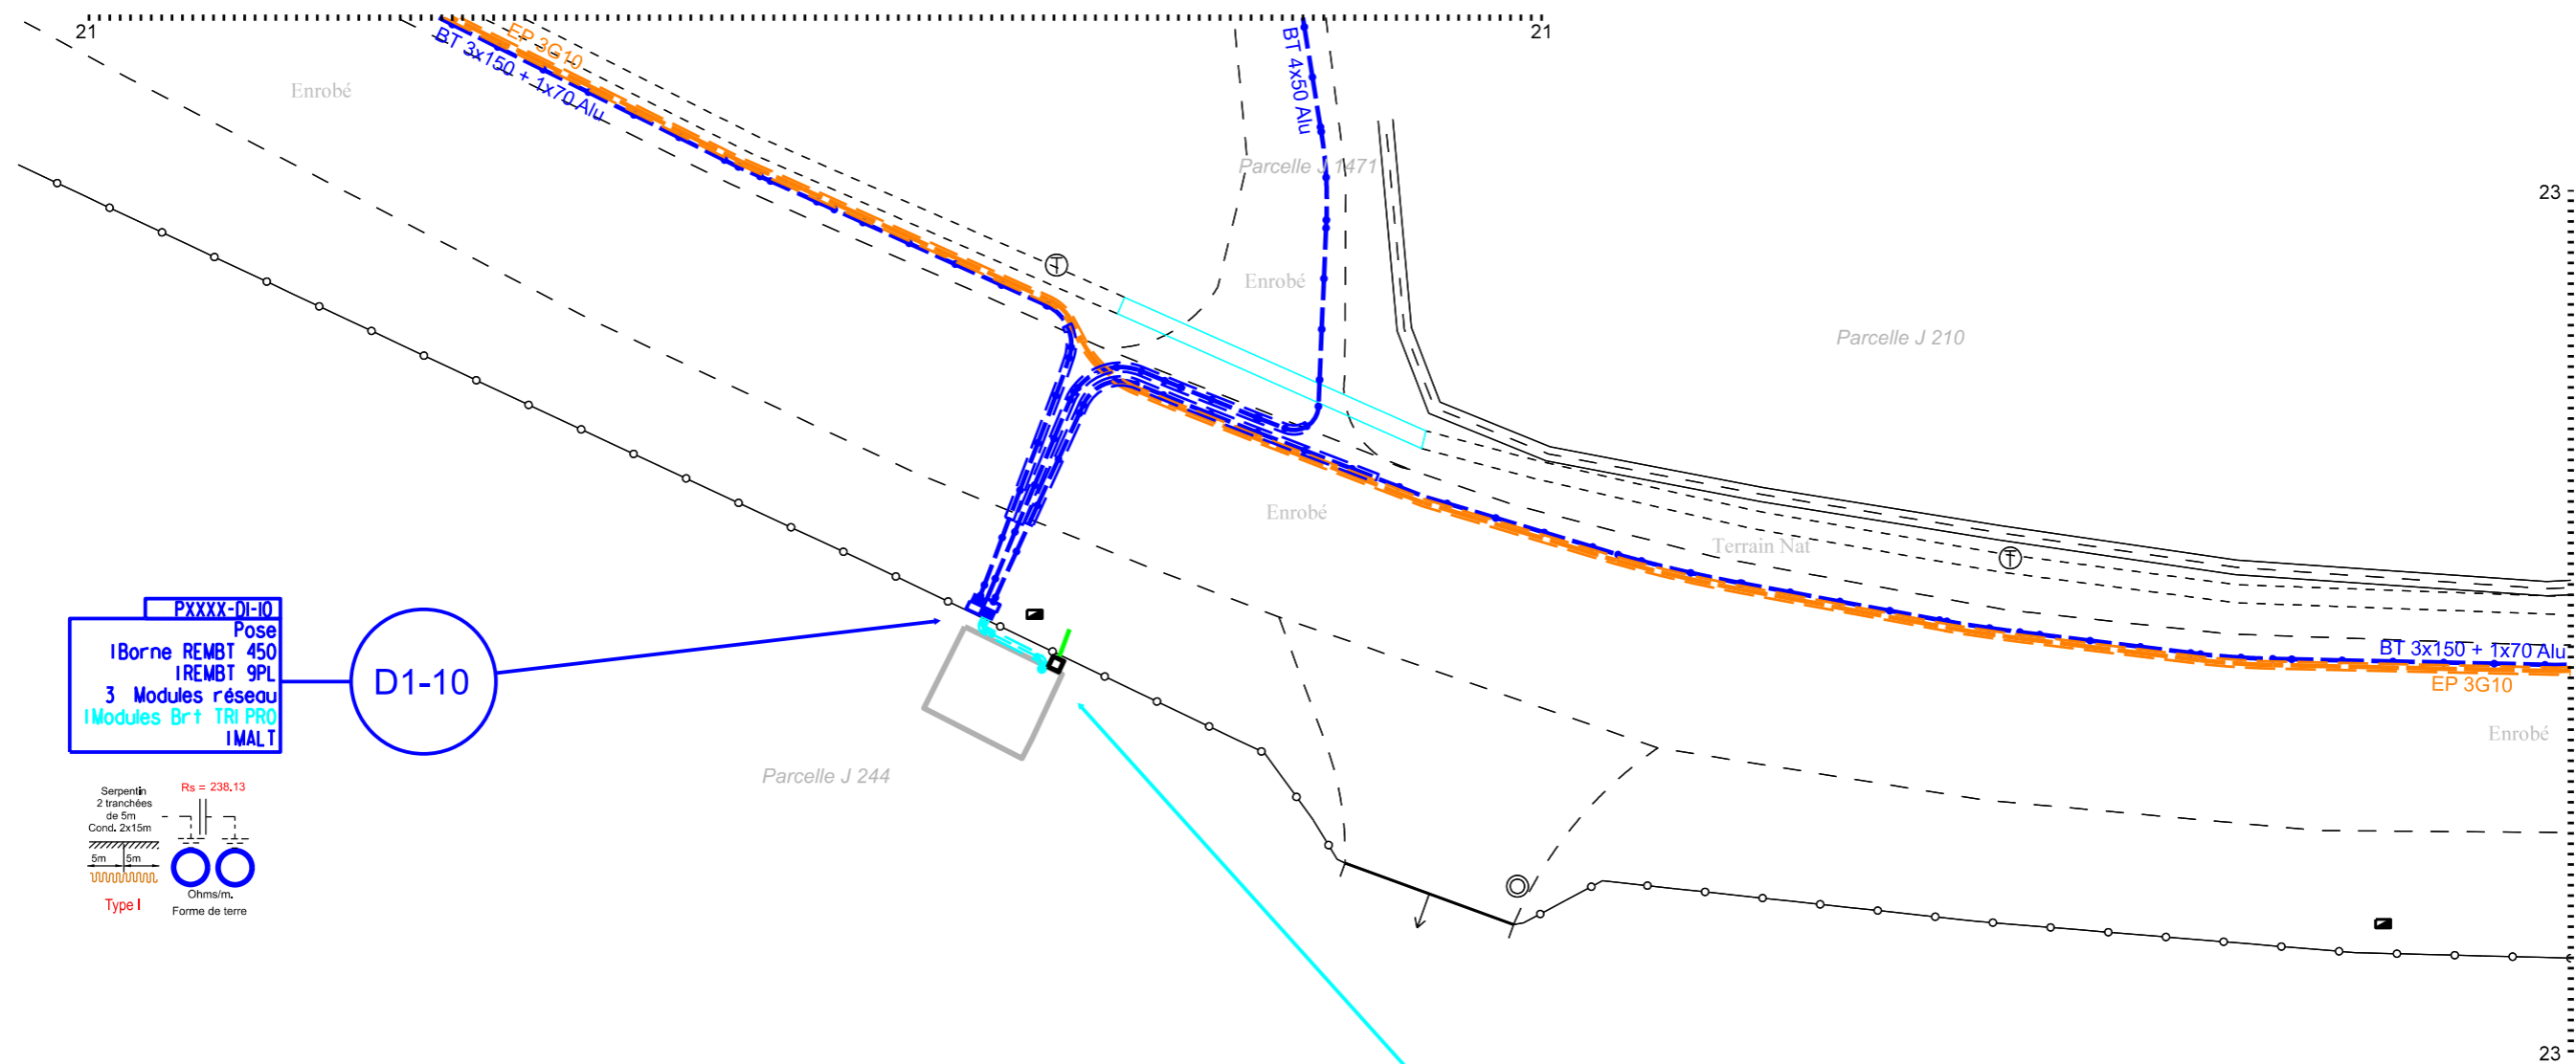 21
21
EP 3G10
BT 3x150 + 1x70 Alu
BT 4x50 Alu
Enrobé
Parcelle J 1471
23
Enrobé
Parcelle J 210
Enrobé
Terrain Nat
PXXXX-D1-10
Pose
1Borne REMBT 450
1REMBT 9PL
3 Modules réseau
1Modules Brt TRI PRO
1MALT
D1-10
BT 3x150 + 1x70 Alu
EP 3G10
Enrobé
Parcelle J 244
Serpentin
2 tranchées
de 5m
Cond. 2x15m
Rs = 238.13
5m
5m
Ohms/m.
Type I
Forme de terre
T
T
23